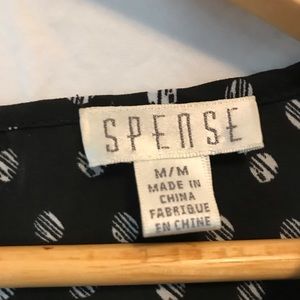 SPENSE
M/M
MADE IN
CHINA
FABRIQUE
EN CHINE